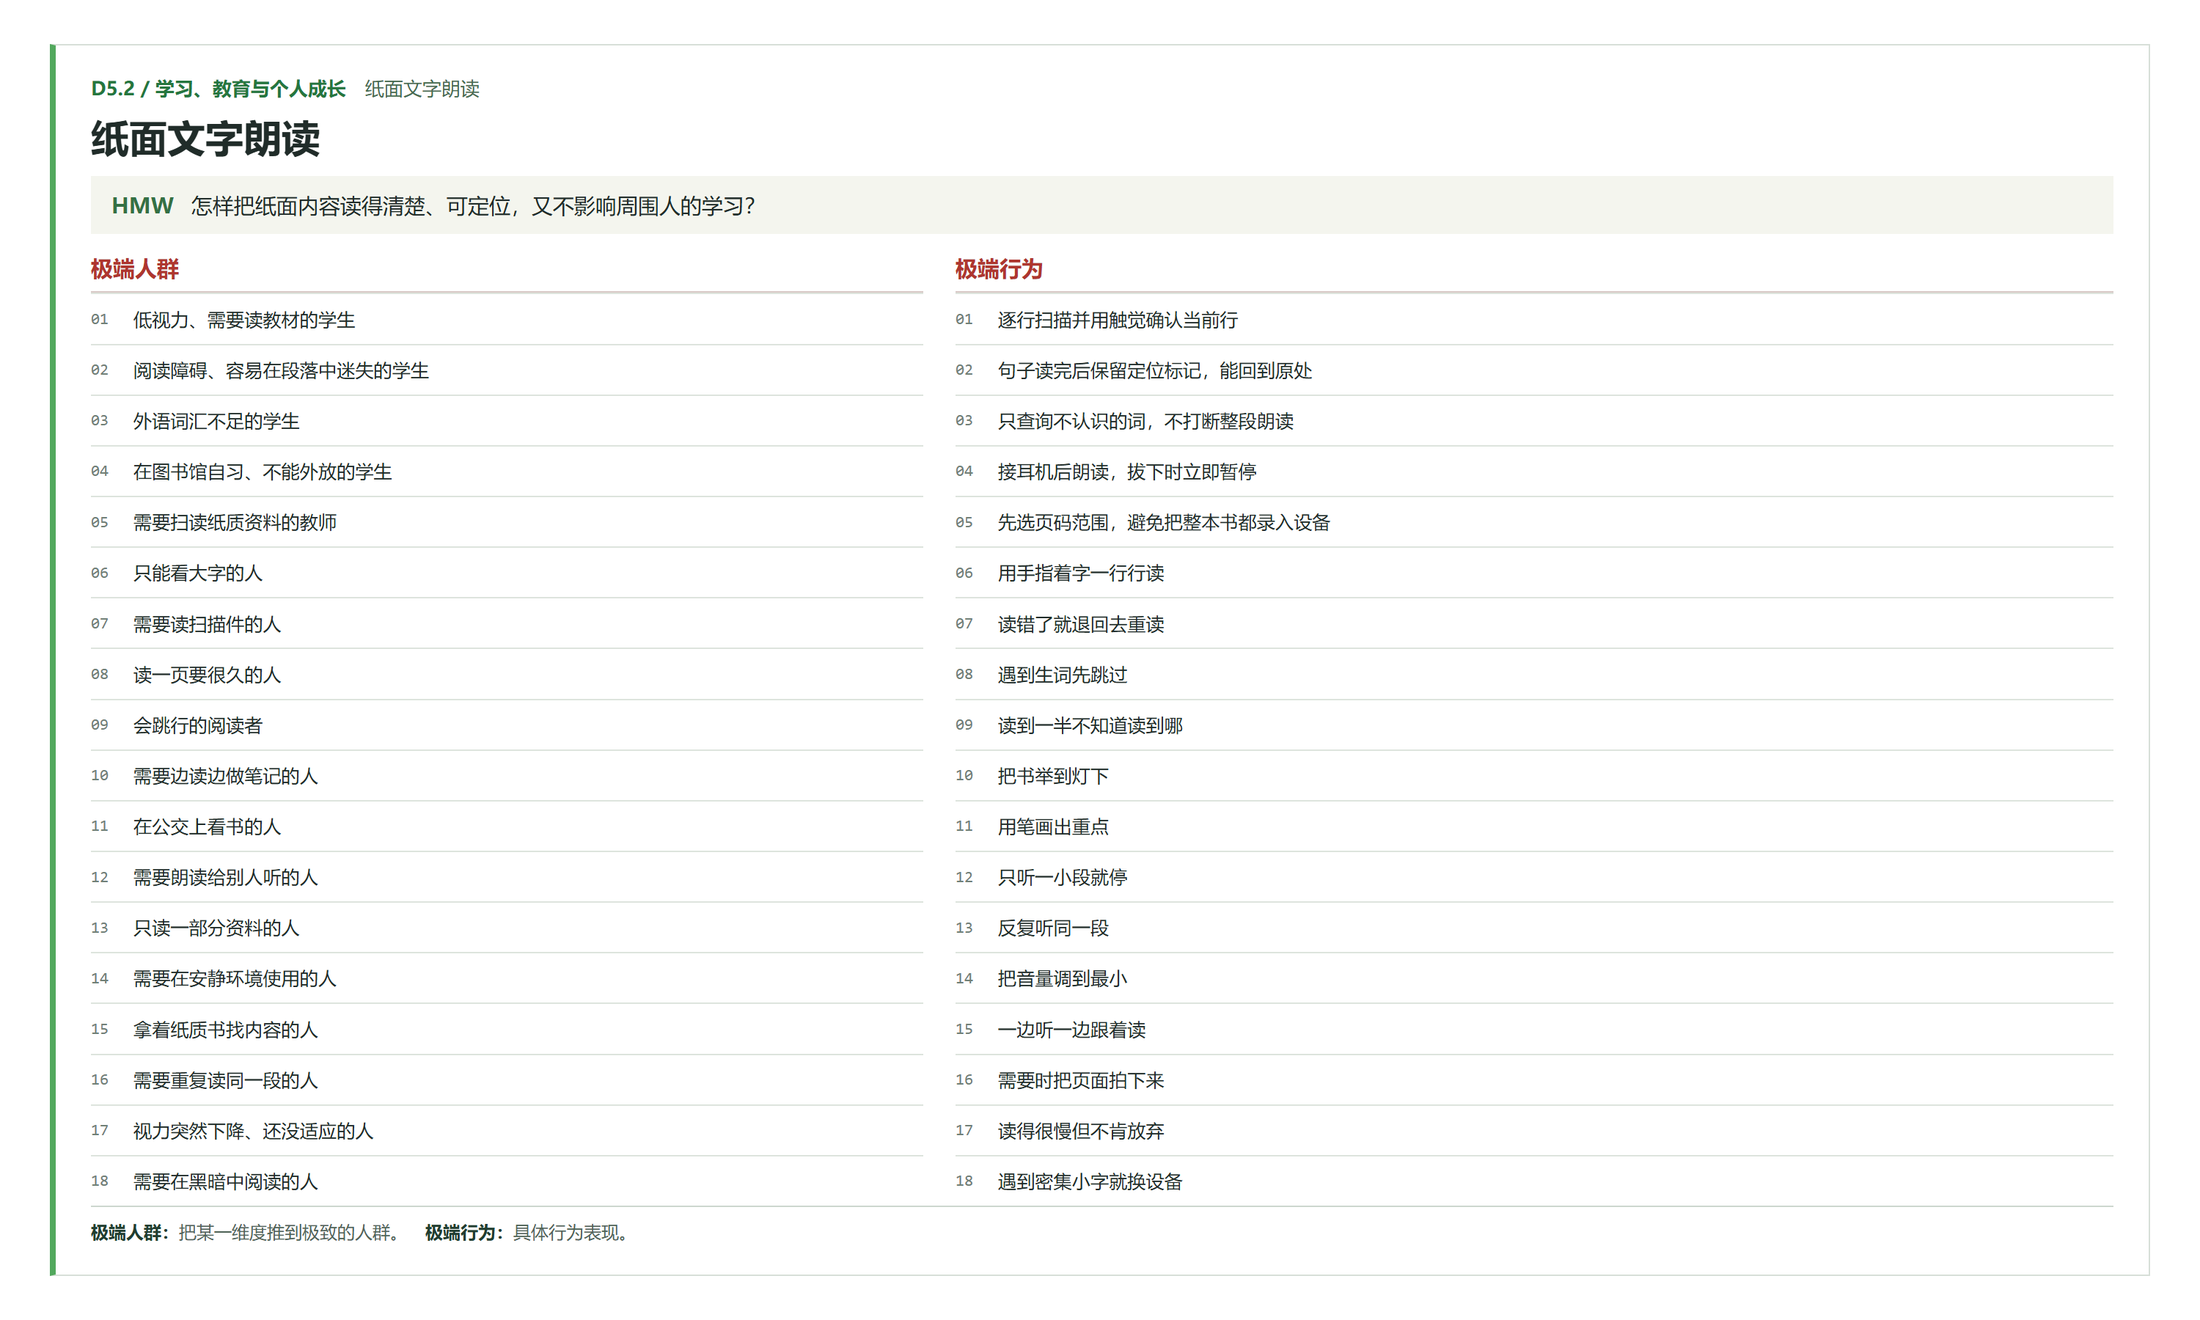 D5.2 / 学习、教育与个人成长 纸面文字朗读
纸面文字朗读
HMW 怎样把纸面内容读得清楚、可定位，又不影响周围人的学习？
极端人群
01 低视力、需要读教材的学生
02 阅读障碍、容易在段落中迷失的学生
03 外语词汇不足的学生
04 在图书馆自习、不能外放的学生
05 需要扫读纸质资料的教师
06 只能看大字的人
07 需要读扫描件的人
08 读一页要很久的人
09 会跳行的阅读者
10 需要边读边做笔记的人
11 在公交上看书的人
12 需要朗读给别人听的人
13 只读一部分资料的人
14 需要在安静环境使用的人
15 拿着纸质书找内容的人
16 需要重复读同一段的人
17 视力突然下降、还没适应的人
18 需要在黑暗中阅读的人
极端行为
01 逐行扫描并用触觉确认当前行
02 句子读完后保留定位标记，能回到原处
03 只查询不认识的词，不打断整段朗读
04 接耳机后朗读，拔下时立即暂停
05 先选页码范围，避免把整本书都录入设备
06 用手指着字一行行读
07 读错了就退回去重读
08 遇到生词先跳过
09 读到一半不知道读到哪
10 把书举到灯下
11 用笔画出重点
12 只听一小段就停
13 反复听同一段
14 把音量调到最小
15 一边听一边跟着读
16 需要时把页面拍下来
17 读得很慢但不肯放弃
18 遇到密集小字就换设备
极端人群：把某一维度推到极致的人群。 极端行为：具体行为表现。